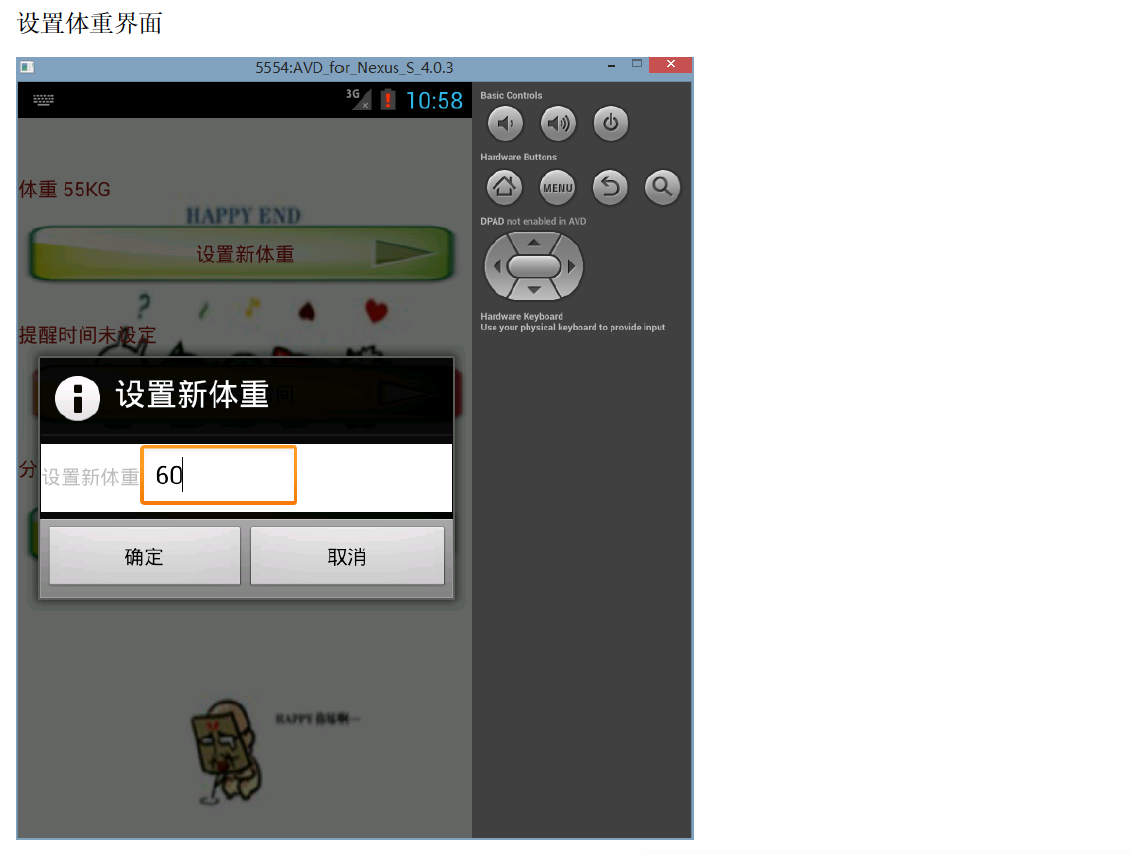 设置体重界面
5554:AVD_for_Nexus_S_4.0.3
3G
10:58
体重 55KG
HAPPY END
设置新体重
提醒时间未设定
设置新体重
分
设置新体重
60
确定
取消
HAPPY
Basic Controls
Hardware Buttons
MENU
DPAD not enabled in AVD
Hardware Keyboard
Use your physical keyboard to provide input